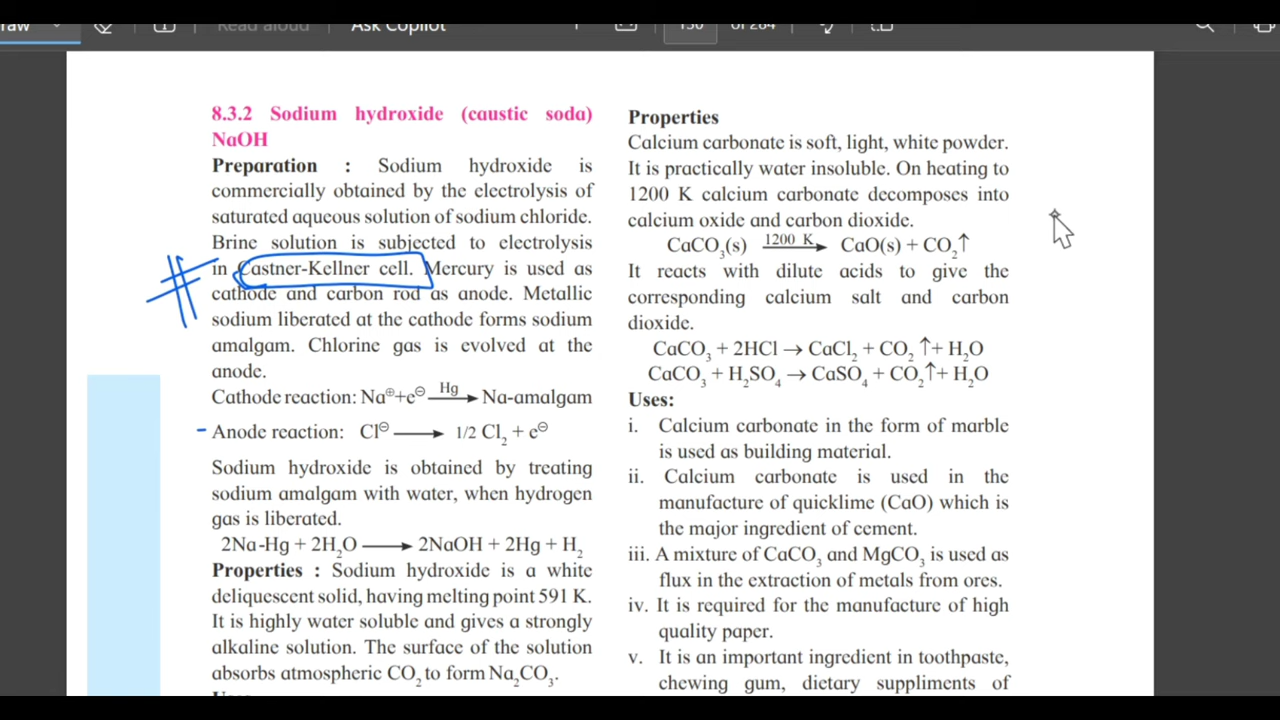 raw
Read aloud
Ask Copilot
150
of 284
8.3.2 Sodium hydroxide (caustic soda)
NaOH
Preparation : Sodium hydroxide is
commercially obtained by the electrolysis of
saturated aqueous solution of sodium chloride.
Brine solution is subjected to electrolysis
in Castner-Kellner cell. Mercury is used as
cathode and carbon rod as anode. Metallic
sodium liberated at the cathode forms sodium
amalgam. Chlorine gas is evolved at the
anode.
Cathode reaction: Na⊕+e⊖ —Hg→ Na-amalgam
Anode reaction: Cl⊖ ⟶ 1/2 Cl₂ + e⊖
Sodium hydroxide is obtained by treating
sodium amalgam with water, when hydrogen
gas is liberated.
2Na-Hg + 2H₂O ⟶ 2NaOH + 2Hg + H₂
Properties : Sodium hydroxide is a white
deliquescent solid, having melting point 591 K.
It is highly water soluble and gives a strongly
alkaline solution. The surface of the solution
absorbs atmospheric CO₂ to form Na₂CO₃.
Properties
Calcium carbonate is soft, light, white powder.
It is practically water insoluble. On heating to
1200 K calcium carbonate decomposes into
calcium oxide and carbon dioxide.
CaCO₃(s) —1200 K→ CaO(s) + CO₂↑
It reacts with dilute acids to give the
corresponding calcium salt and carbon
dioxide.
CaCO₃ + 2HCl → CaCl₂ + CO₂ ↑+ H₂O
CaCO₃ + H₂SO₄ → CaSO₄ + CO₂↑+ H₂O
Uses:
i. Calcium carbonate in the form of marble
is used as building material.
ii. Calcium carbonate is used in the
manufacture of quicklime (CaO) which is
the major ingredient of cement.
iii. A mixture of CaCO₃ and MgCO₃ is used as
flux in the extraction of metals from ores.
iv. It is required for the manufacture of high
quality paper.
v. It is an important ingredient in toothpaste,
chewing gum, dietary suppliments of